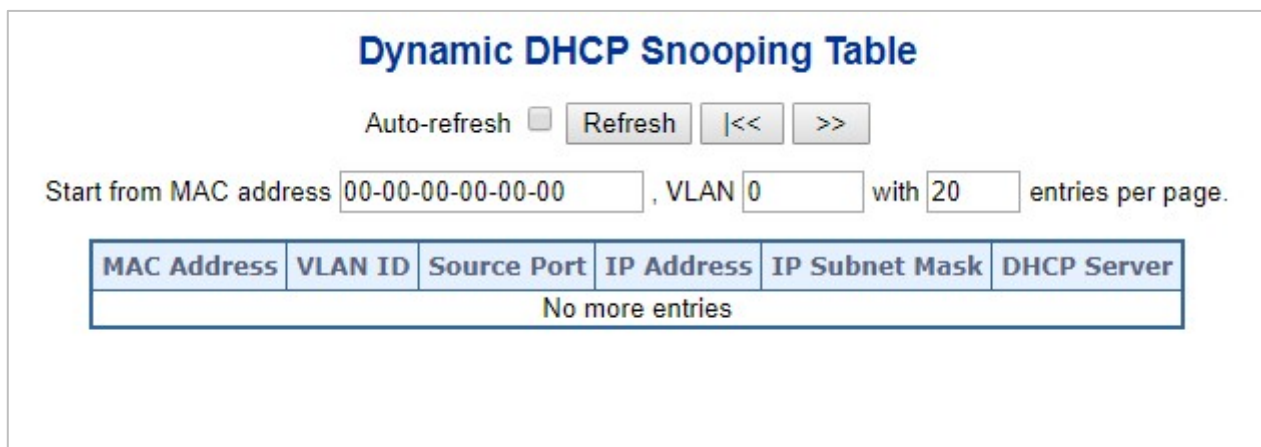 Dynamic DHCP Snooping Table
Auto-refresh Refresh |<< >>
Start from MAC address 00-00-00-00-00-00 , VLAN 0 with 20 entries per page.
MAC Address VLAN ID Source Port IP Address IP Subnet Mask DHCP Server
No more entries